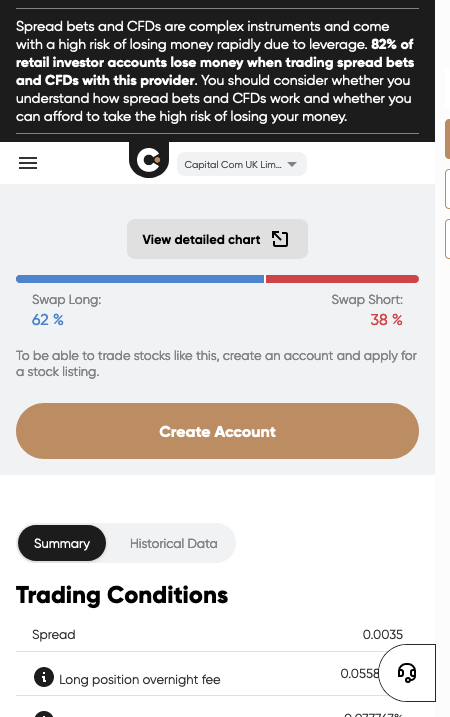 Spread bets and CFDs are complex instruments and come
with a high risk of losing money rapidly due to leverage. 82% of
retail investor accounts lose money when trading spread bets
and CFDs with this provider. You should consider whether you
understand how spread bets and CFDs work and whether you
can afford to take the high risk of losing your money.
Capital Com UK Lim...
View detailed chart
Swap Long:
Swap Short:
62 %
38 %
To be able to trade stocks like this, create an account and apply for
a stock listing.
Create Account
Summary
Historical Data
Trading Conditions
Spread
0.0035
Long position overnight fee
0.0558